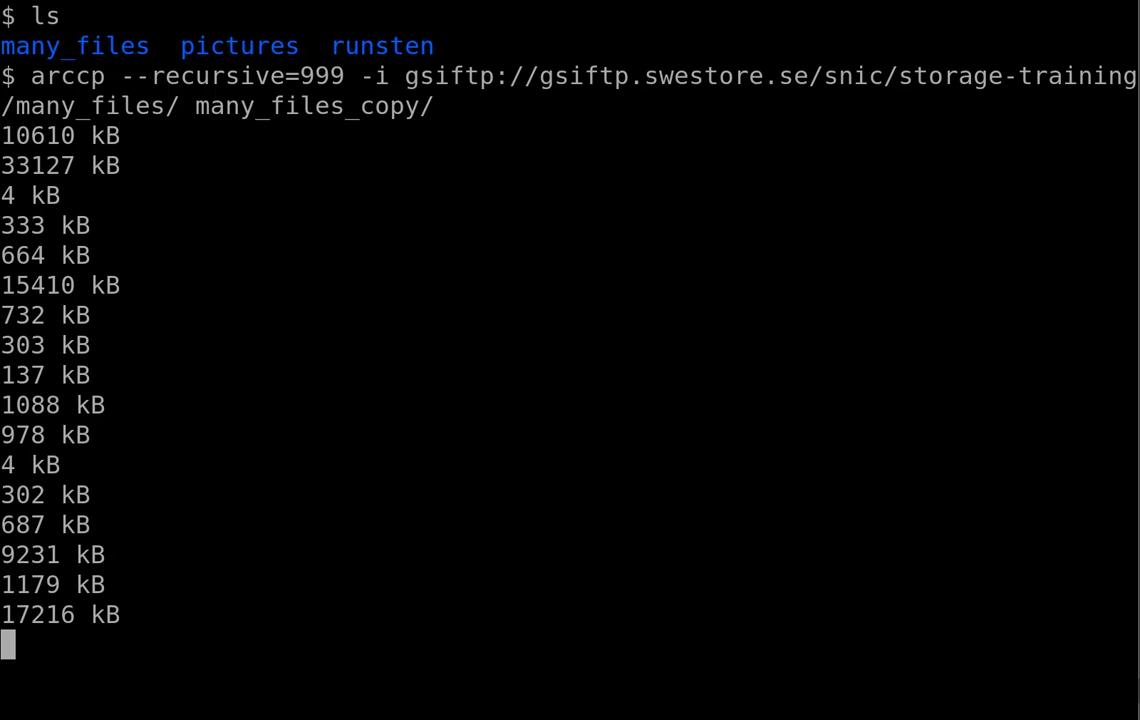 $ ls
many_files  pictures  runsten
$ arccp --recursive=999 -i gsiftp://gsiftp.swestore.se/snic/storage-training
/many_files/ many_files_copy/
10610 kB
33127 kB
4 kB
333 kB
664 kB
15410 kB
732 kB
303 kB
137 kB
1088 kB
978 kB
4 kB
302 kB
687 kB
9231 kB
1179 kB
17216 kB